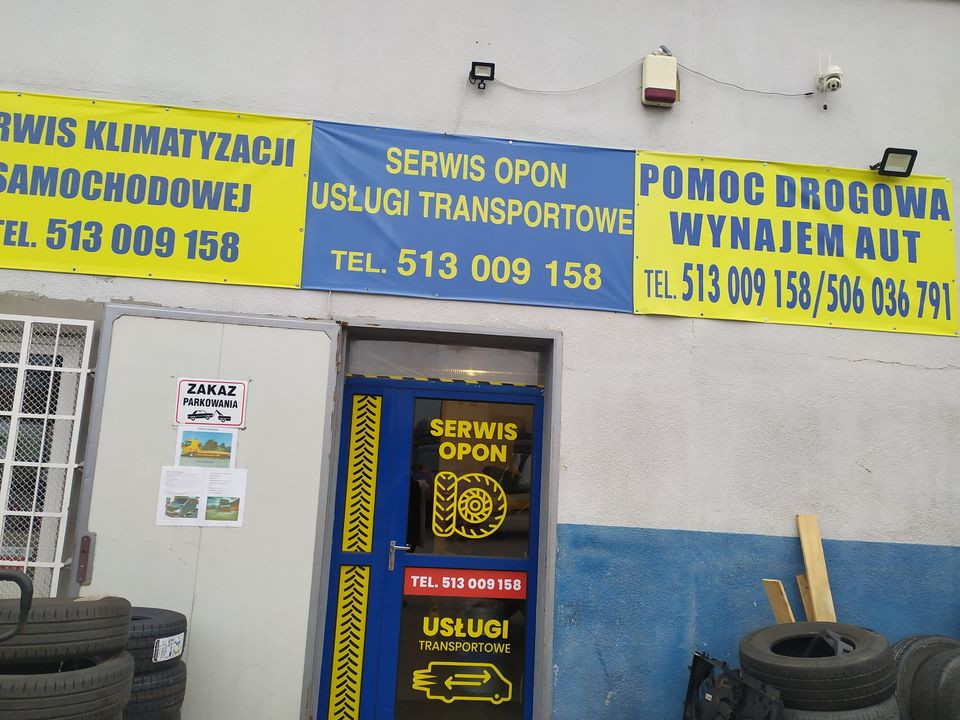 RWIS KLIMATYZACJI
SAMOCHODOWEJ
TEL. 513 009 158
SERWIS OPON
USŁUGI TRANSPORTOWE
TEL. 513 009 158
POMOC DROGOWA
WYNAJEM AUT
TEL. 513 009 158/506 036 791
ZAKAZ
PARKOWANIA
SERWIS
OPON
TEL. 513 009 158
USŁUGI
TRANSPORTOWE